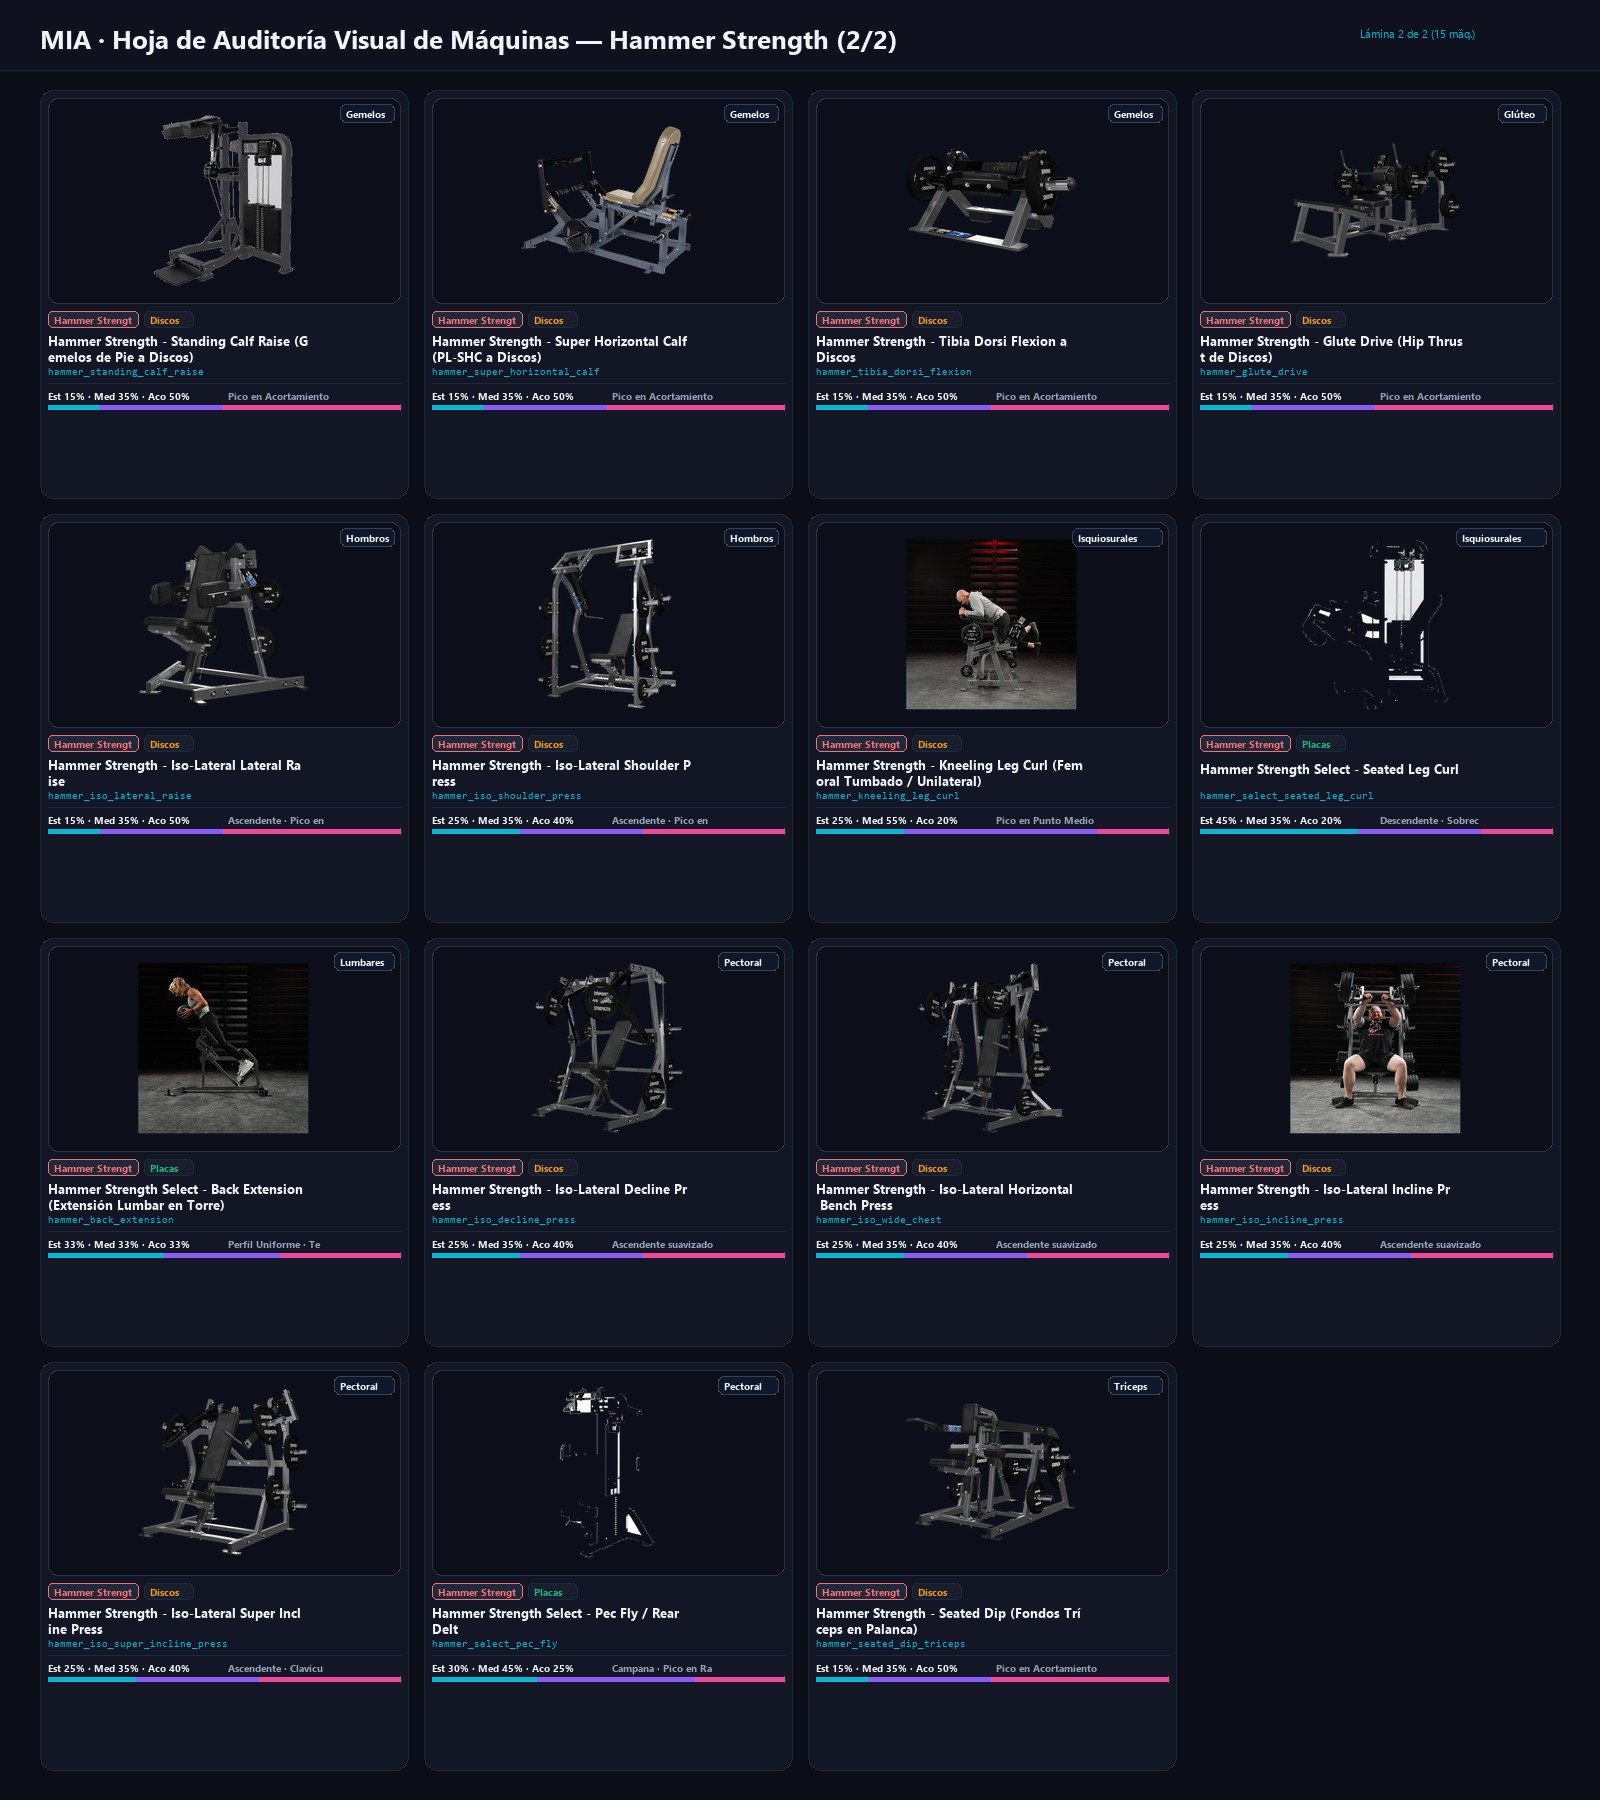 MIA · Hoja de Auditoría Visual de Máquinas — Hammer Strength (2/2)
Lámina 2 de 2 (15 máq.)
Gemelos
Hammer Strengt
Discos
Hammer Strength - Standing Calf Raise (G
emelos de Pie a Discos)
hammer_standing_calf_raise
Est 15% · Med 35% · Aco 50%
Pico en Acortamiento
Gemelos
Hammer Strengt
Discos
Hammer Strength - Super Horizontal Calf
(PL-SHC a Discos)
hammer_super_horizontal_calf
Est 15% · Med 35% · Aco 50%
Pico en Acortamiento
Gemelos
Hammer Strengt
Discos
Hammer Strength - Tibia Dorsi Flexion a
Discos
hammer_tibia_dorsi_flexion
Est 15% · Med 35% · Aco 50%
Pico en Acortamiento
Glúteo
Hammer Strengt
Discos
Hammer Strength - Glute Drive (Hip Thrus
t de Discos)
hammer_glute_drive
Est 15% · Med 35% · Aco 50%
Pico en Acortamiento
Hombros
Hammer Strengt
Discos
Hammer Strength - Iso-Lateral Lateral Ra
ise
hammer_iso_lateral_raise
Est 15% · Med 35% · Aco 50%
Ascendente · Pico en
Hombros
Hammer Strengt
Discos
Hammer Strength - Iso-Lateral Shoulder P
ress
hammer_iso_shoulder_press
Est 25% · Med 35% · Aco 40%
Ascendente · Pico en
Isquiosurales
Hammer Strengt
Discos
Hammer Strength - Kneeling Leg Curl (Fem
oral Tumbado / Unilateral)
hammer_kneeling_leg_curl
Est 25% · Med 55% · Aco 20%
Pico en Punto Medio
Isquiosurales
Hammer Strengt
Placas
Hammer Strength Select - Seated Leg Curl
hammer_select_seated_leg_curl
Est 45% · Med 35% · Aco 20%
Descendente · Sobrec
Lumbares
Hammer Strengt
Placas
Hammer Strength Select - Back Extension
(Extensión Lumbar en Torre)
hammer_back_extension
Est 33% · Med 33% · Aco 33%
Perfil Uniforme · Te
Pectoral
Hammer Strengt
Discos
Hammer Strength - Iso-Lateral Decline Pr
ess
hammer_iso_decline_press
Est 25% · Med 35% · Aco 40%
Ascendente suavizado
Pectoral
Hammer Strengt
Discos
Hammer Strength - Iso-Lateral Horizontal
Bench Press
hammer_iso_wide_chest
Est 25% · Med 35% · Aco 40%
Ascendente suavizado
Pectoral
Hammer Strengt
Discos
Hammer Strength - Iso-Lateral Incline Pr
ess
hammer_iso_incline_press
Est 25% · Med 35% · Aco 40%
Ascendente suavizado
Pectoral
Hammer Strengt
Discos
Hammer Strength - Iso-Lateral Super Incl
ine Press
hammer_iso_super_incline_press
Est 25% · Med 35% · Aco 40%
Ascendente · Clavicu
Pectoral
Hammer Strengt
Placas
Hammer Strength Select - Pec Fly / Rear
Delt
hammer_select_pec_fly
Est 30% · Med 45% · Aco 25%
Campana · Pico en Ra
Tríceps
Hammer Strengt
Discos
Hammer Strength - Seated Dip (Fondos Trí
ceps en Palanca)
hammer_seated_dip_triceps
Est 15% · Med 35% · Aco 50%
Pico en Acortamiento